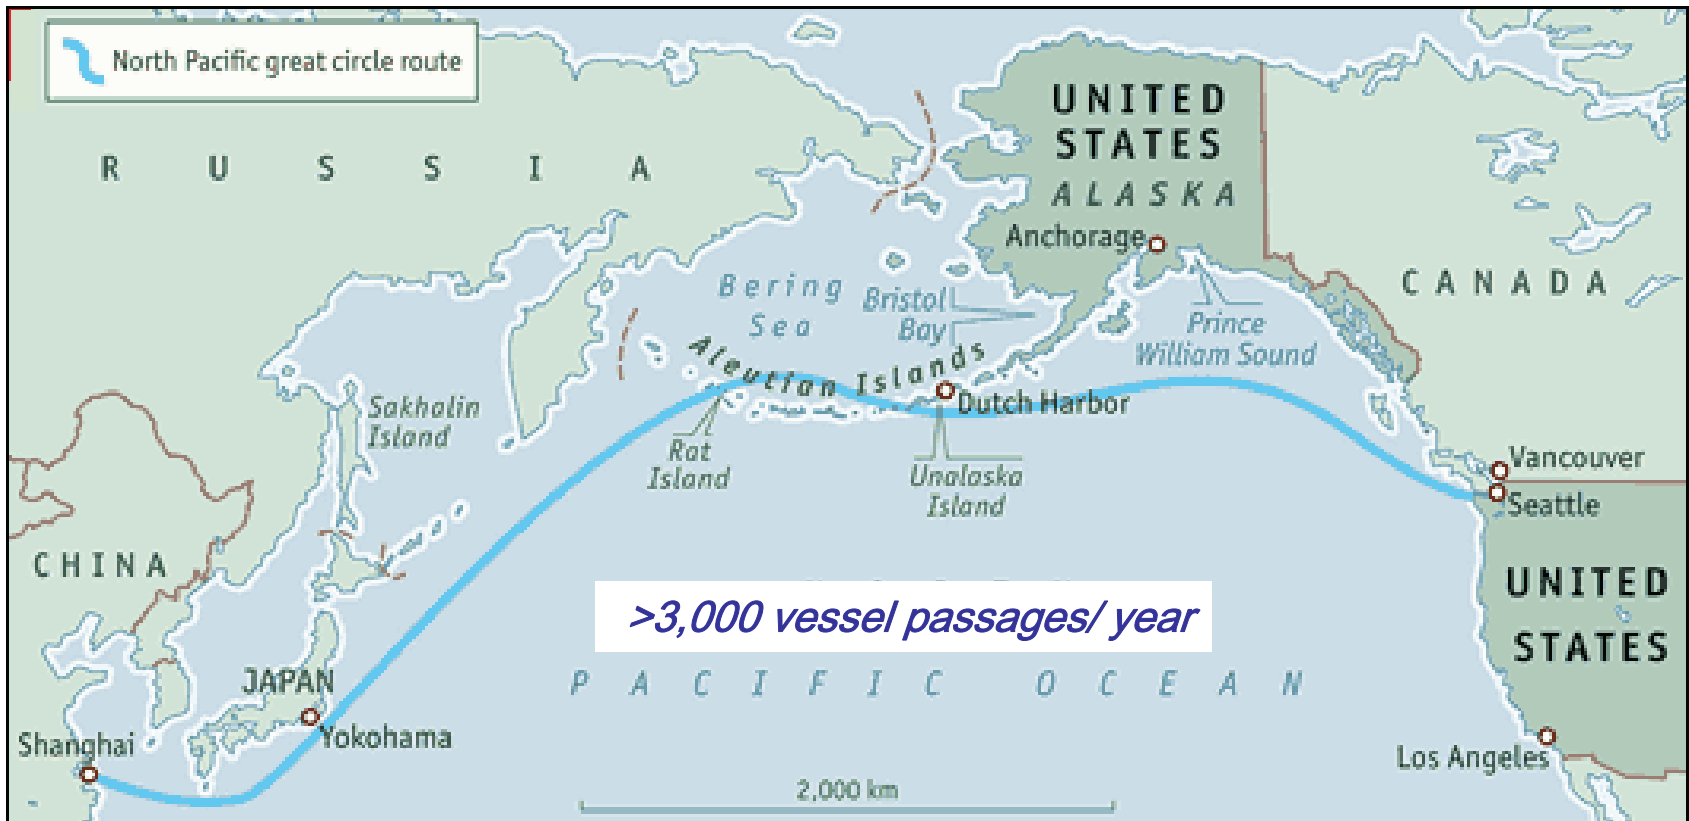 North Pacific great circle route
UNITED
STATES
RUSSIA
ALASKA
Anchorage
CANADA
Bering
Sea
Bristol
Bay
Prince
William Sound
Aleutian Islands
Dutch Harbor
Sakhalin
Island
Rat
Island
Unalaska
Island
Vancouver
Seattle
CHINA
UNITED
STATES
>3,000 vessel passages/ year
PACIFIC OCEAN
JAPAN
Yokohama
Shanghai
Los Angeles
2,000 km